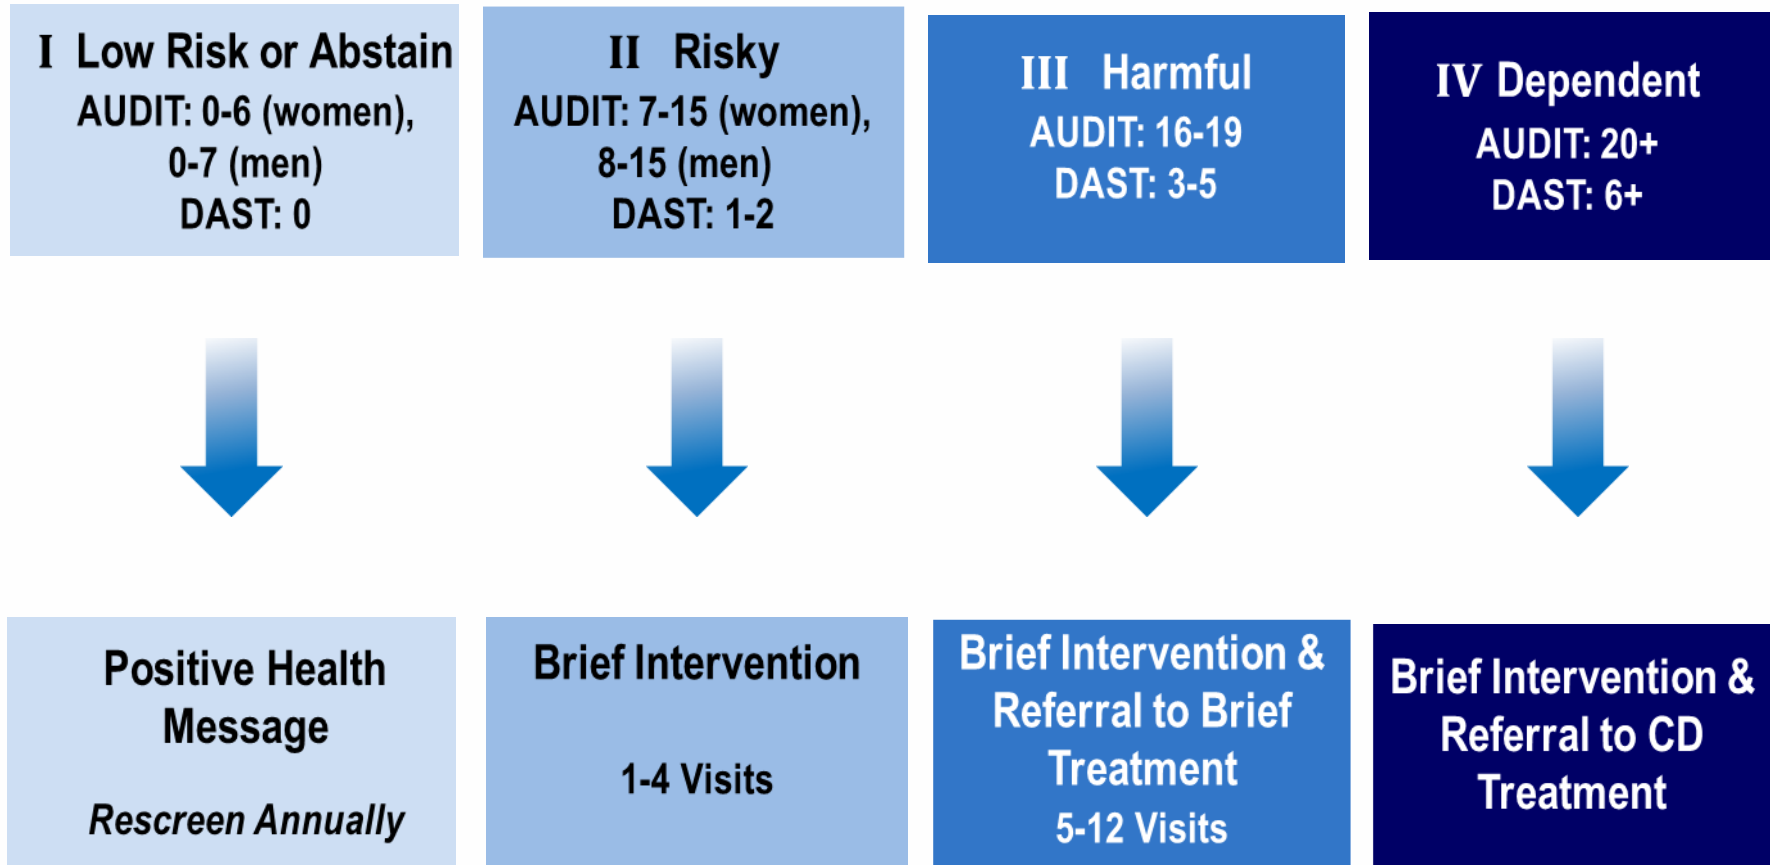 I Low Risk or Abstain
AUDIT: 0-6 (women),
0-7 (men)
DAST: 0
II Risky
AUDIT: 7-15 (women),
8-15 (men)
DAST: 1-2
III Harmful
AUDIT: 16-19
DAST: 3-5
IV Dependent
AUDIT: 20+
DAST: 6+
Positive Health
Message
Rescreen Annually
Brief Intervention
1-4 Visits
Brief Intervention &
Referral to Brief
Treatment
5-12 Visits
Brief Intervention &
Referral to CD
Treatment